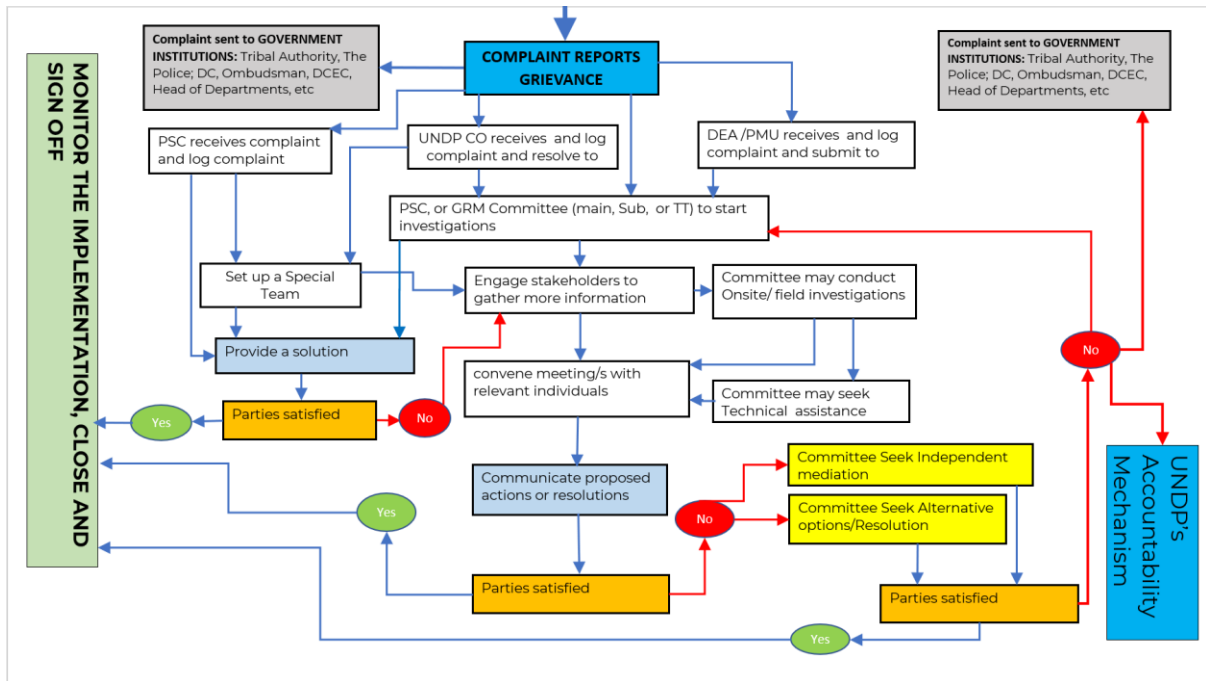 Complaint sent to GOVERNMENT
INSTITUTIONS: Tribal Authority, The
Police; DC, Ombudsman, DCEC,
Head of Departments, etc
COMPLAINT REPORTS
GRIEVANCE
Complaint sent to GOVERNMENT
INSTITUTIONS: Tribal Authority, The
Police; DC, Ombudsman, DCEC,
Head of Departments, etc
MONITOR THE IMPLEMENTATION, CLOSE AND
SIGN OFF
PSC receives complaint
and log complaint
UNDP CO receives and log
complaint and resolve to
DEA /PMU receives and log
complaint and submit to
PSC, or GRM Committee (main, Sub, or TT) to start
investigations
Set up a Special
Team
Engage stakeholders to
gather more information
Committee may conduct
Onsite/ field investigations
Provide a solution
No
convene meeting/s with
relevant individuals
Committee may seek
Technical assistance
Yes
Parties satisfied
No
Communicate proposed
actions or resolutions
Committee Seek Independent
mediation
UNDP's
Accountability
Mechanism
Yes
No
Committee Seek Alternative
options/Resolution
Parties satisfied
Parties satisfied
Yes